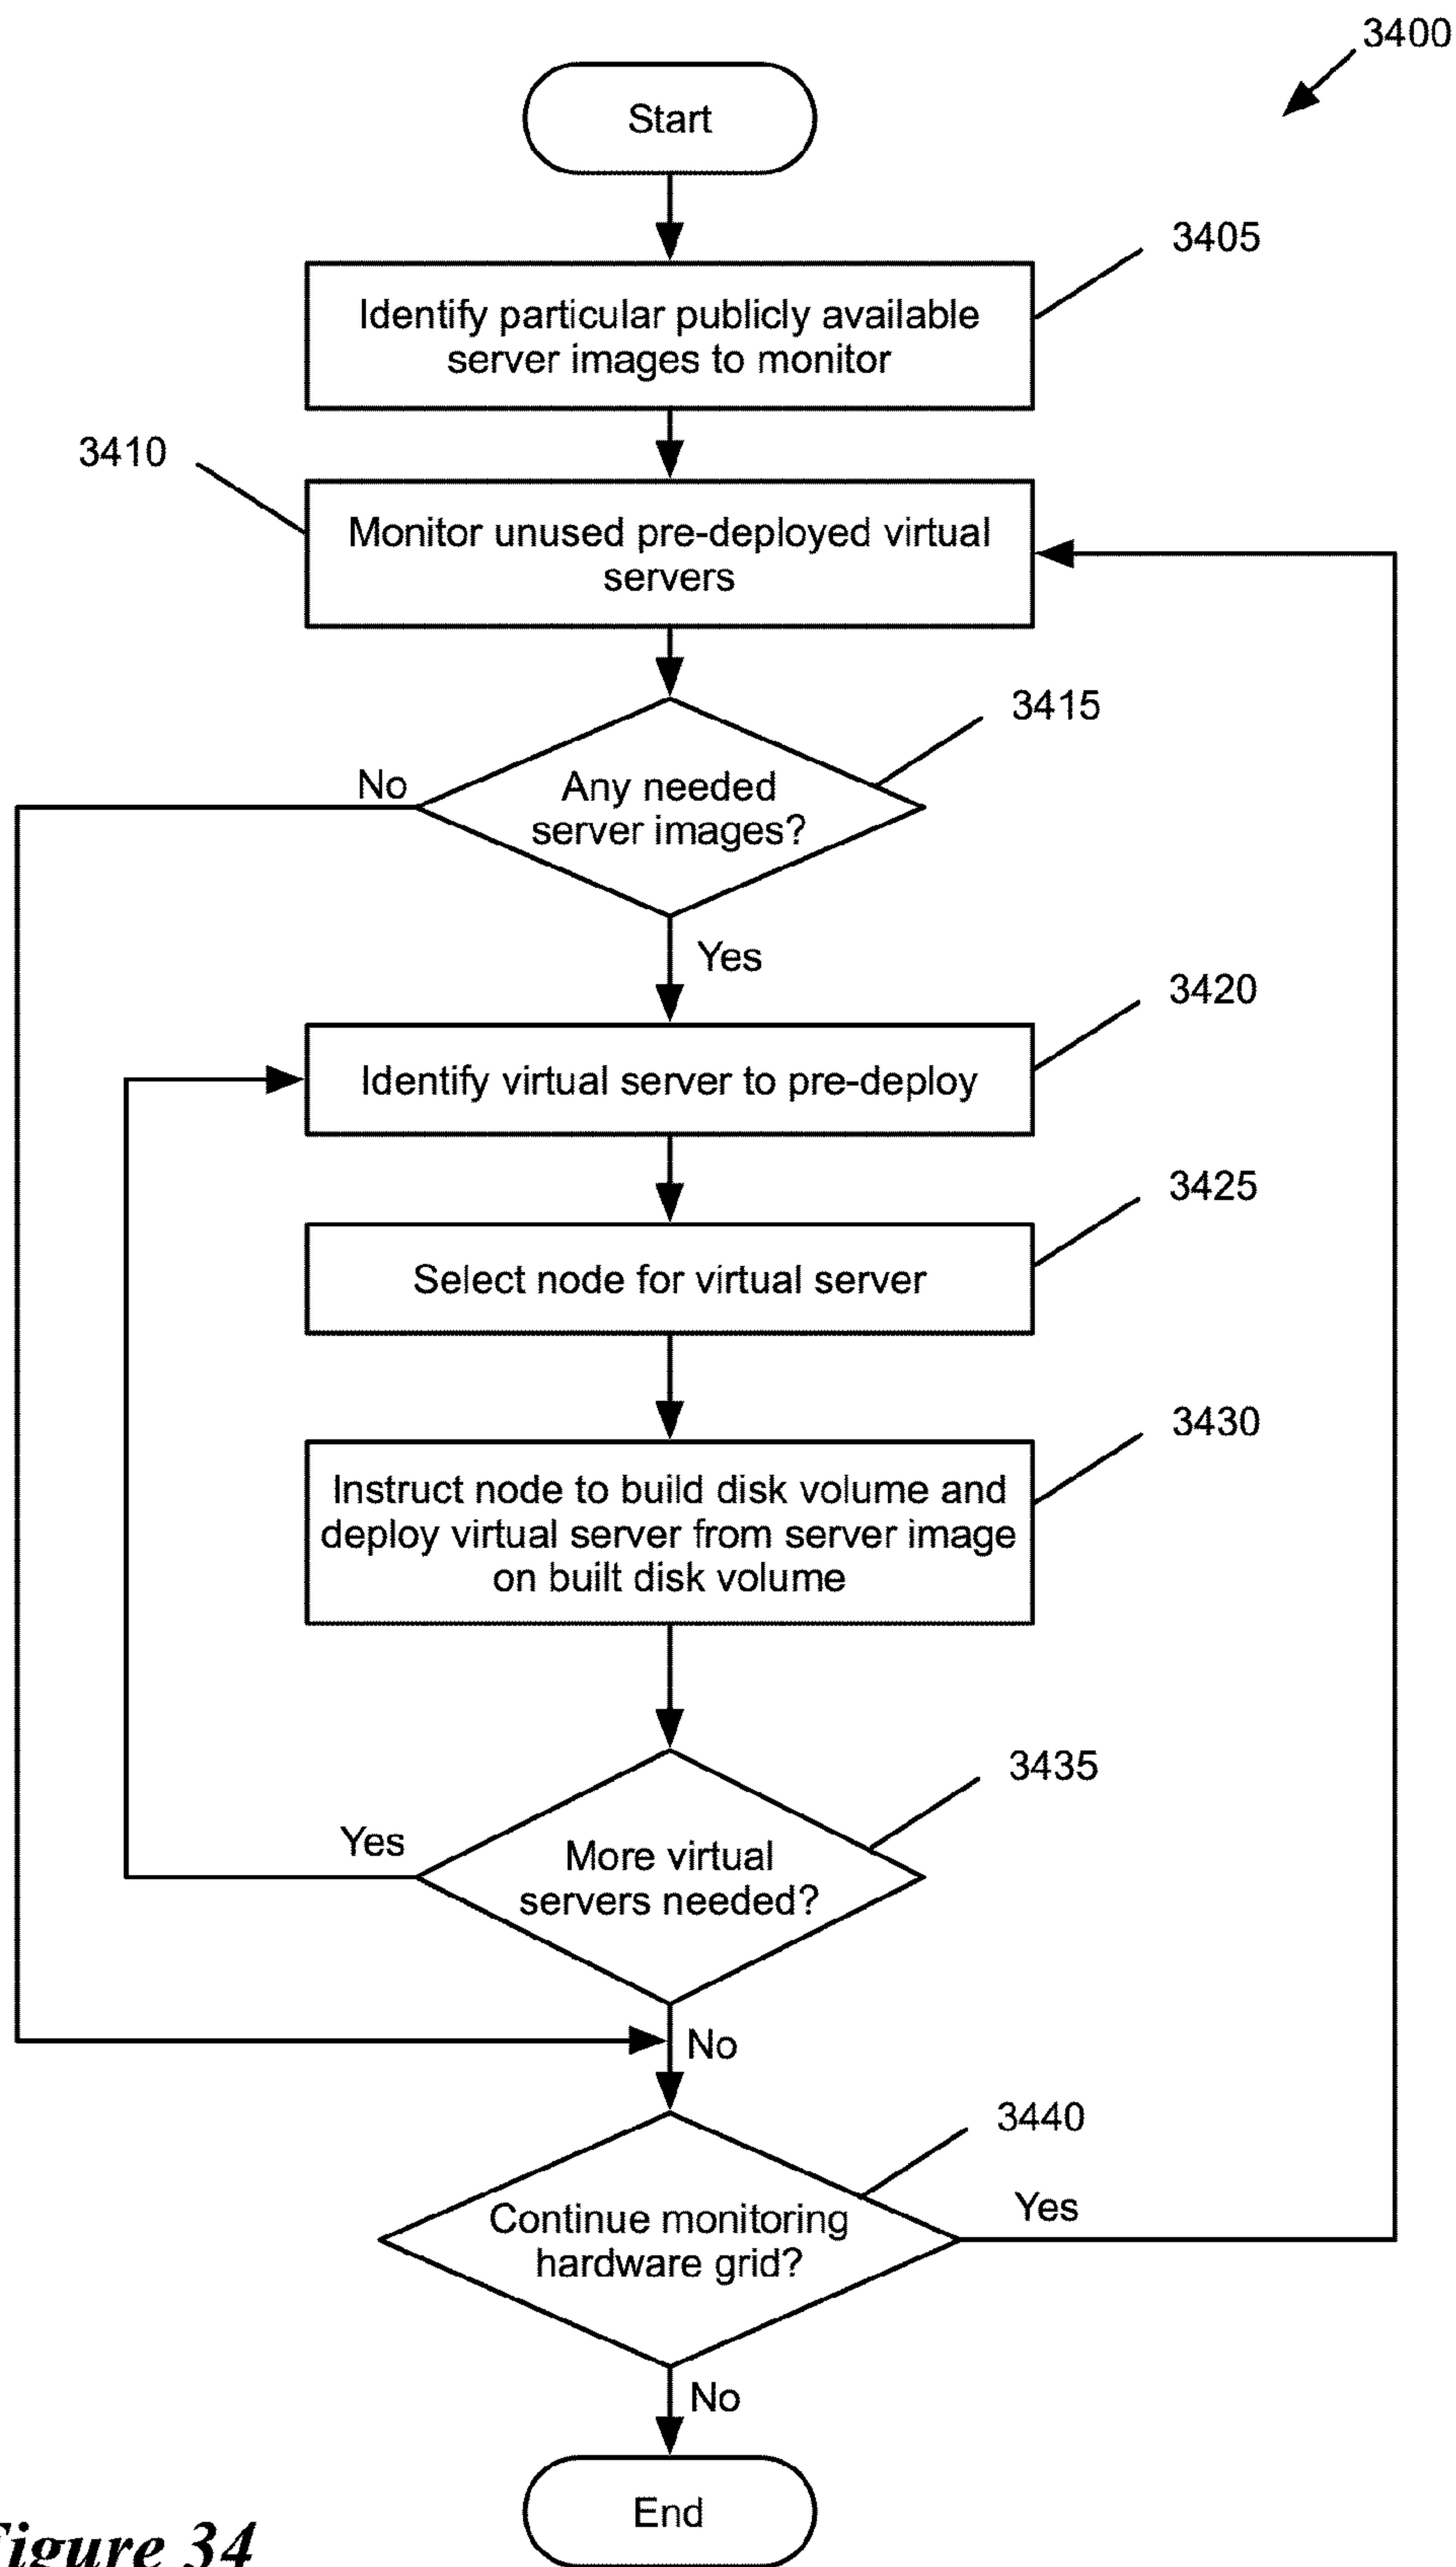 3400
Start
3405
Identify particular publicly available
server images to monitor
3410
Monitor unused pre-deployed virtual
servers
3415
No
Any needed
server images?
Yes
3420
Identify virtual server to pre-deploy
3425
Select node for virtual server
3430
Instruct node to build disk volume and
deploy virtual server from server image
on built disk volume
3435
Yes
More virtual
servers needed?
No
3440
Continue monitoring
hardware grid?
Yes
No
End
Figure 34